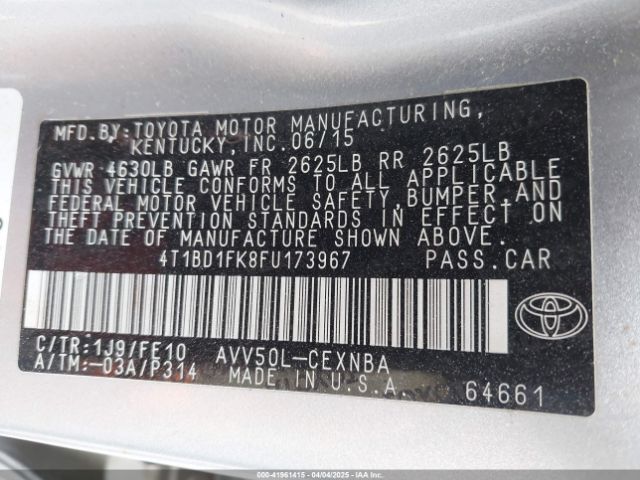 MFD.BY:TOYOTA MOTOR MANUFACTURING,
KENTUCKY,INC.06/15
GVWR 4630LB GAWR FR 2625LB RR 2625LB
THIS VEHICLE CONFORMS TO ALL APPLICABLE
FEDERAL MOTOR VEHICLE SAFETY,BUMPER,AND
THEFT PREVENTION STANDARDS IN EFFECT ON
THE DATE OF MANUFACTURE SHOWN ABOVE.
4T1BD1FK8FU173967 PASS.CAR
C/TR:1J9/FE10 AVV50L-CEXNBA
A/TM:-03A/P314 MADE IN U.S.A.
64661
000-41961415 - 04/04/2025 - IAAI.COM